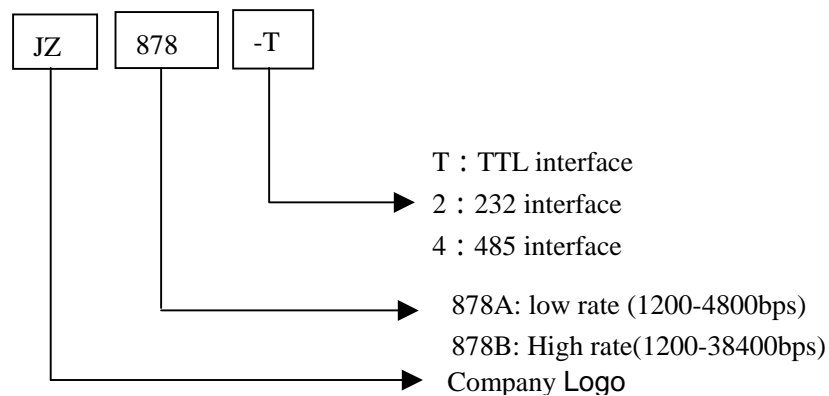 JZ 878 -T
T：TTL interface
2：232 interface
4：485 interface
878A: low rate (1200-4800bps)
878B: High rate(1200-38400bps)
Company Logo